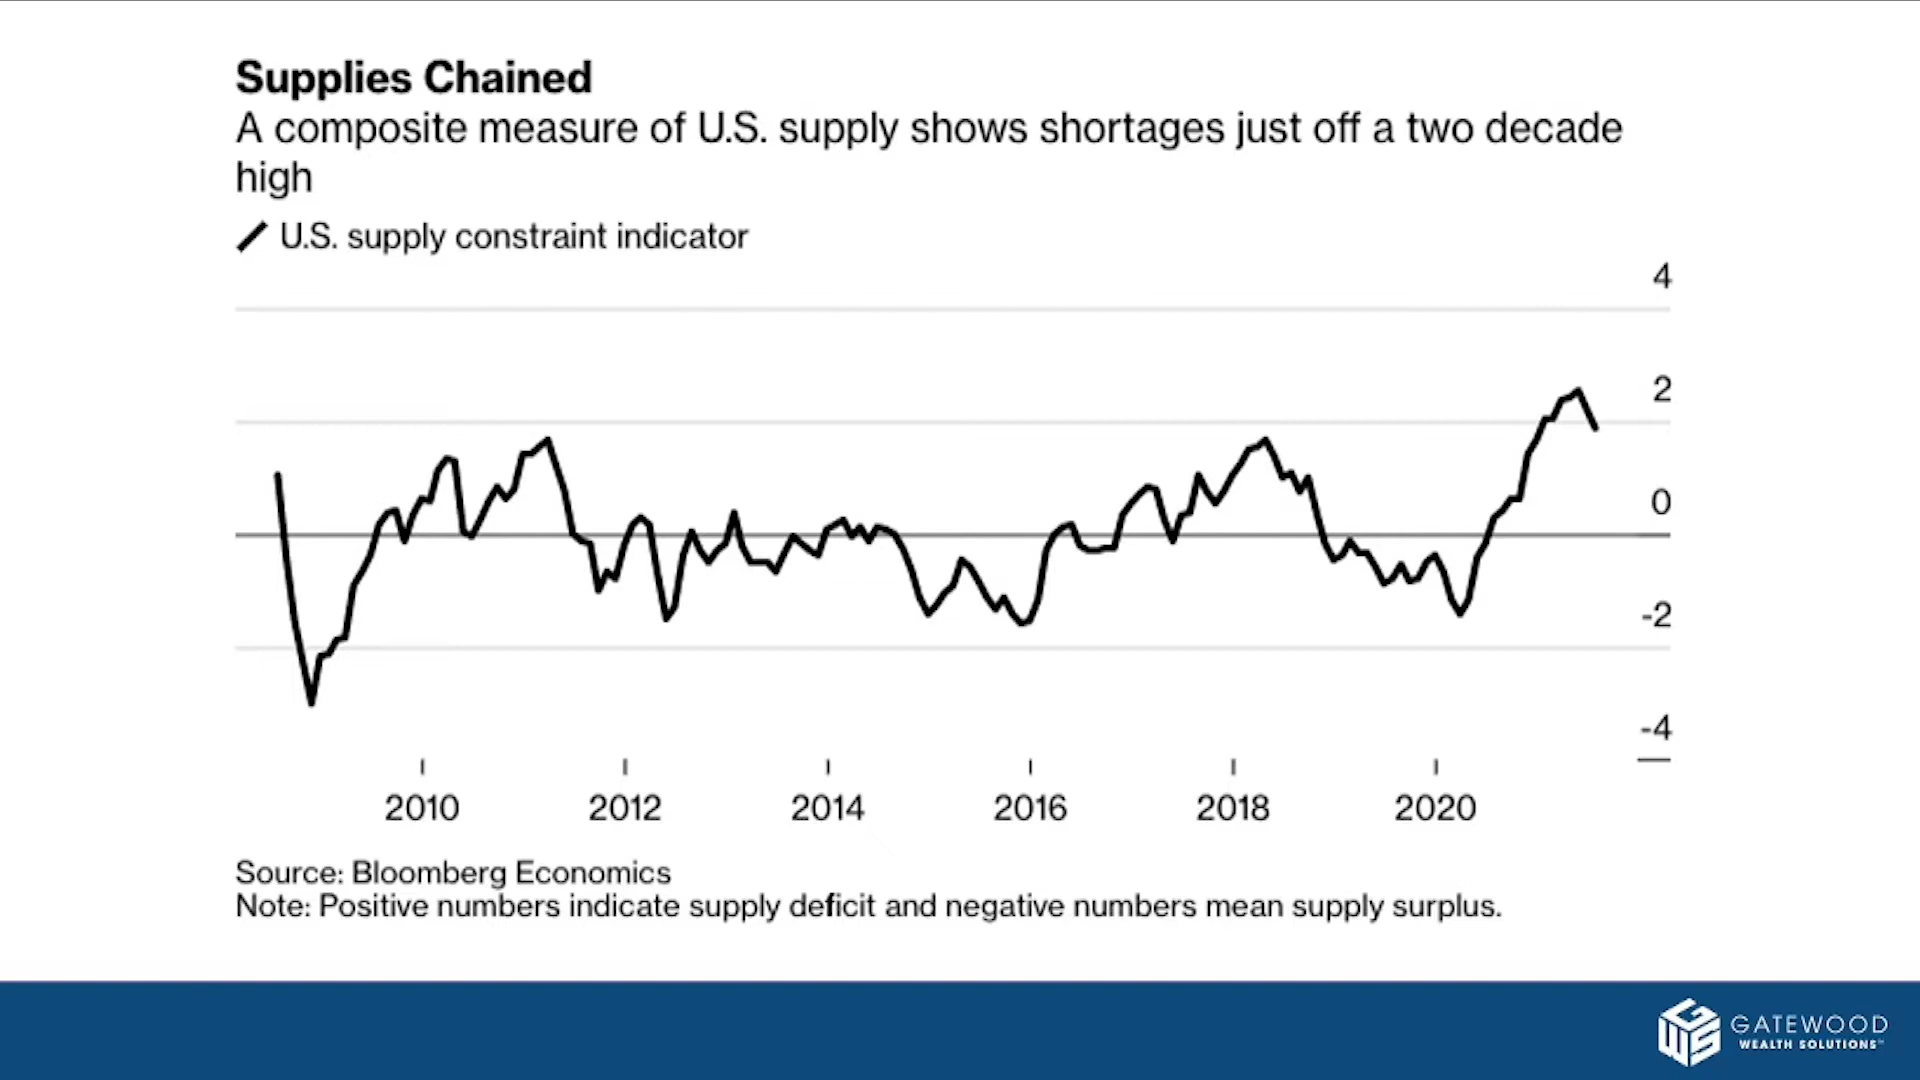 Supplies Chained
A composite measure of U.S. supply shows shortages just off a two decade
high
U.S. supply constraint indicator
4
2
0
-2
-4
2010 2012 2014 2016 2018 2020
Source: Bloomberg Economics
Note: Positive numbers indicate supply deficit and negative numbers mean supply surplus.
GWS
GATEWOOD
WEALTH SOLUTIONS™